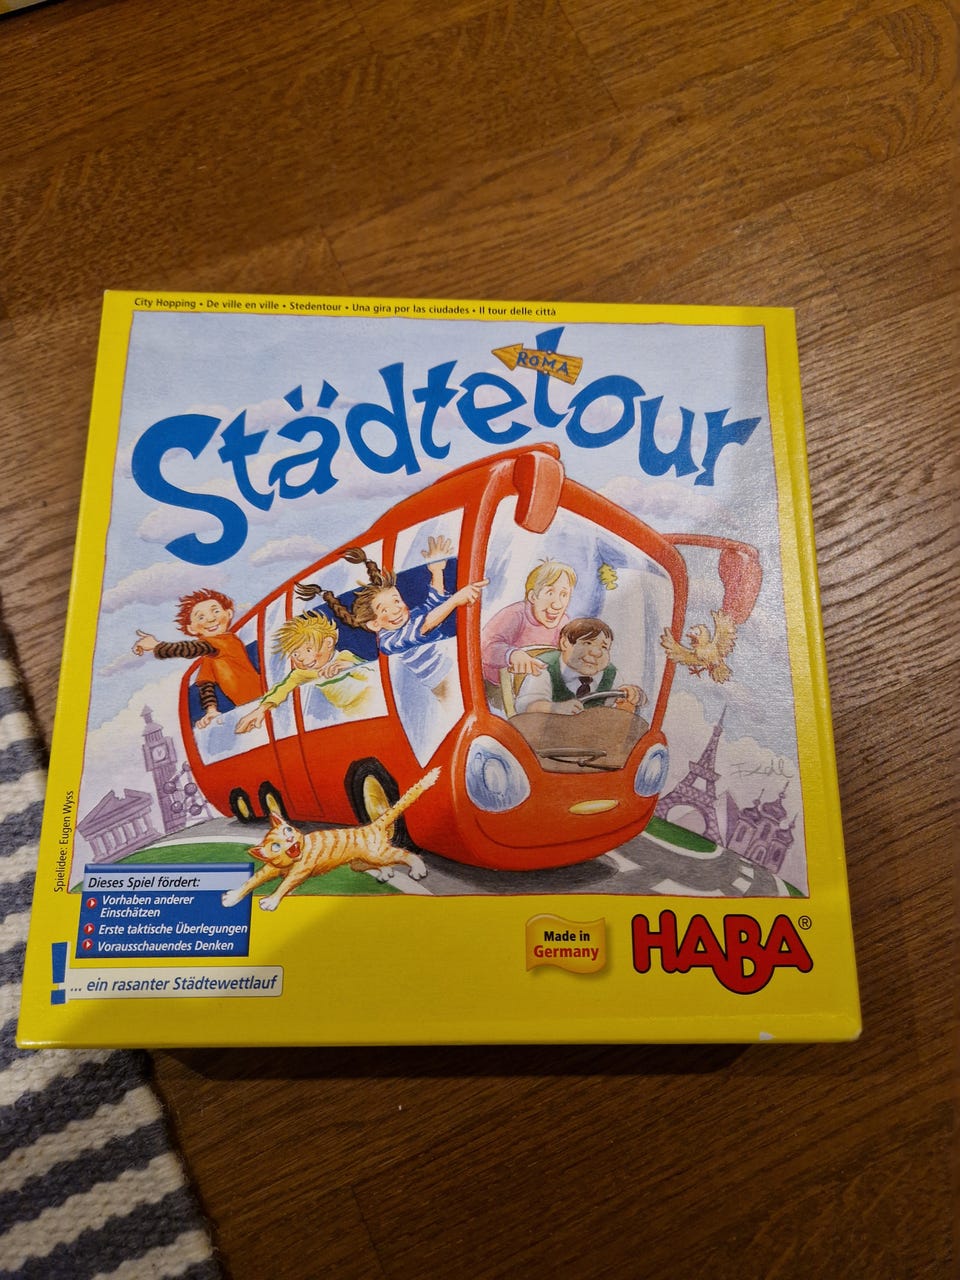 City Hopping • De ville en ville • Stedentour • Una gira por las ciudades • Il tour delle città
ROMA
Städtetour
Spielidee: Eugen Wyss
Dieses Spiel fördert:
Vorhaben anderer
Einschätzen
Erste taktische Überlegungen
Vorausschauendes Denken
... ein rasanter Städtewettlauf
Made in
Germany
HABA®